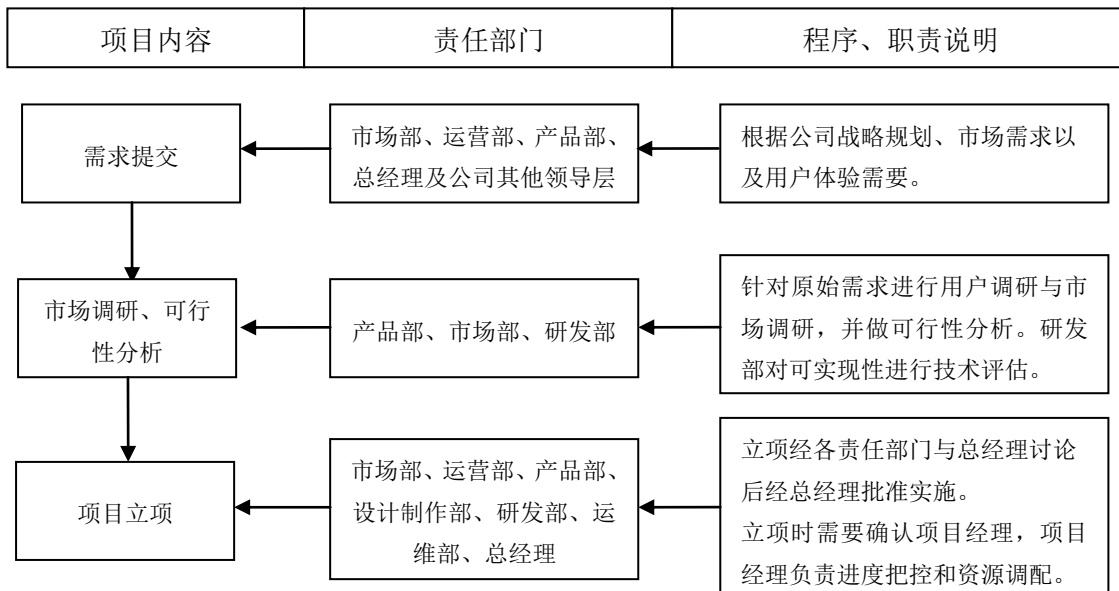 项目内容 责任部门 程序、职责说明
需求提交
市场部、运营部、产品部、
总经理及公司其他领导层
根据公司战略规划、市场需求以
及用户体验需要。
市场调研、可行
性分析
产品部、市场部、研发部
针对原始需求进行用户调研与市
场调研，并做可行性分析。研发
部对可实现性进行技术评估。
项目立项
市场部、运营部、产品部、
设计制作部、研发部、运
维部、总经理
立项经各责任部门与总经理讨论
后经总经理批准实施。
立项时需要确认项目经理，项目
经理负责进度把控和资源调配。